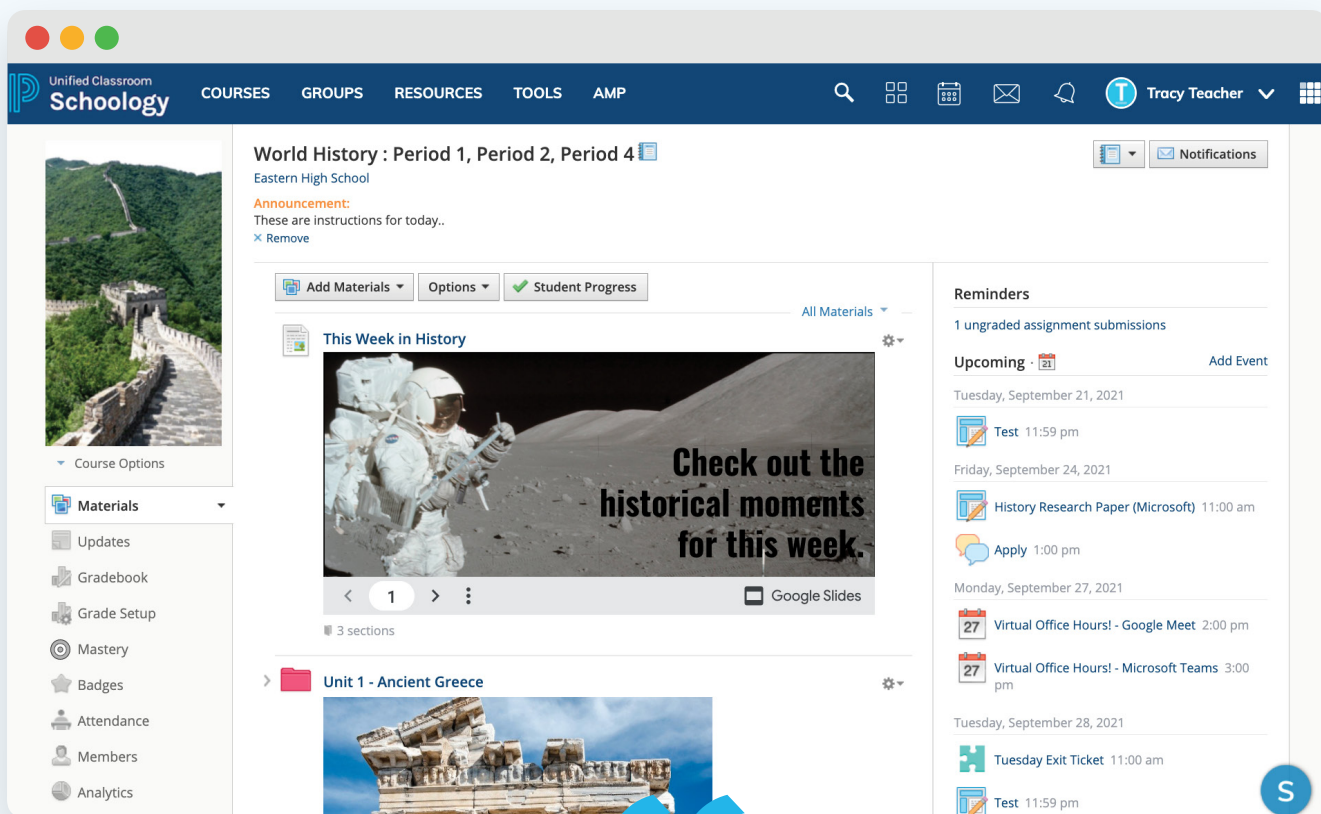 Unified Classroom
Schoology
COURSES GROUPS RESOURCES TOOLS AMP
T Tracy Teacher
World History : Period 1, Period 2, Period 4
Eastern High School
Notifications
Announcement:
These are instructions for today..
× Remove
Course Options
Materials
Updates
Gradebook
Grade Setup
Mastery
Badges
Attendance
Members
Analytics
Add Materials Options Student Progress
All Materials
This Week in History
Check out the
historical moments
for this week.
1
Google Slides
3 sections
Unit 1 - Ancient Greece
Reminders
1 ungraded assignment submissions
Upcoming · 21 Add Event
Tuesday, September 21, 2021
Test 11:59 pm
Friday, September 24, 2021
History Research Paper (Microsoft) 11:00 am
Apply 1:00 pm
Monday, September 27, 2021
27 Virtual Office Hours! - Google Meet 2:00 pm
27 Virtual Office Hours! - Microsoft Teams 3:00
pm
Tuesday, September 28, 2021
Tuesday Exit Ticket 11:00 am
Test 11:59 pm
S